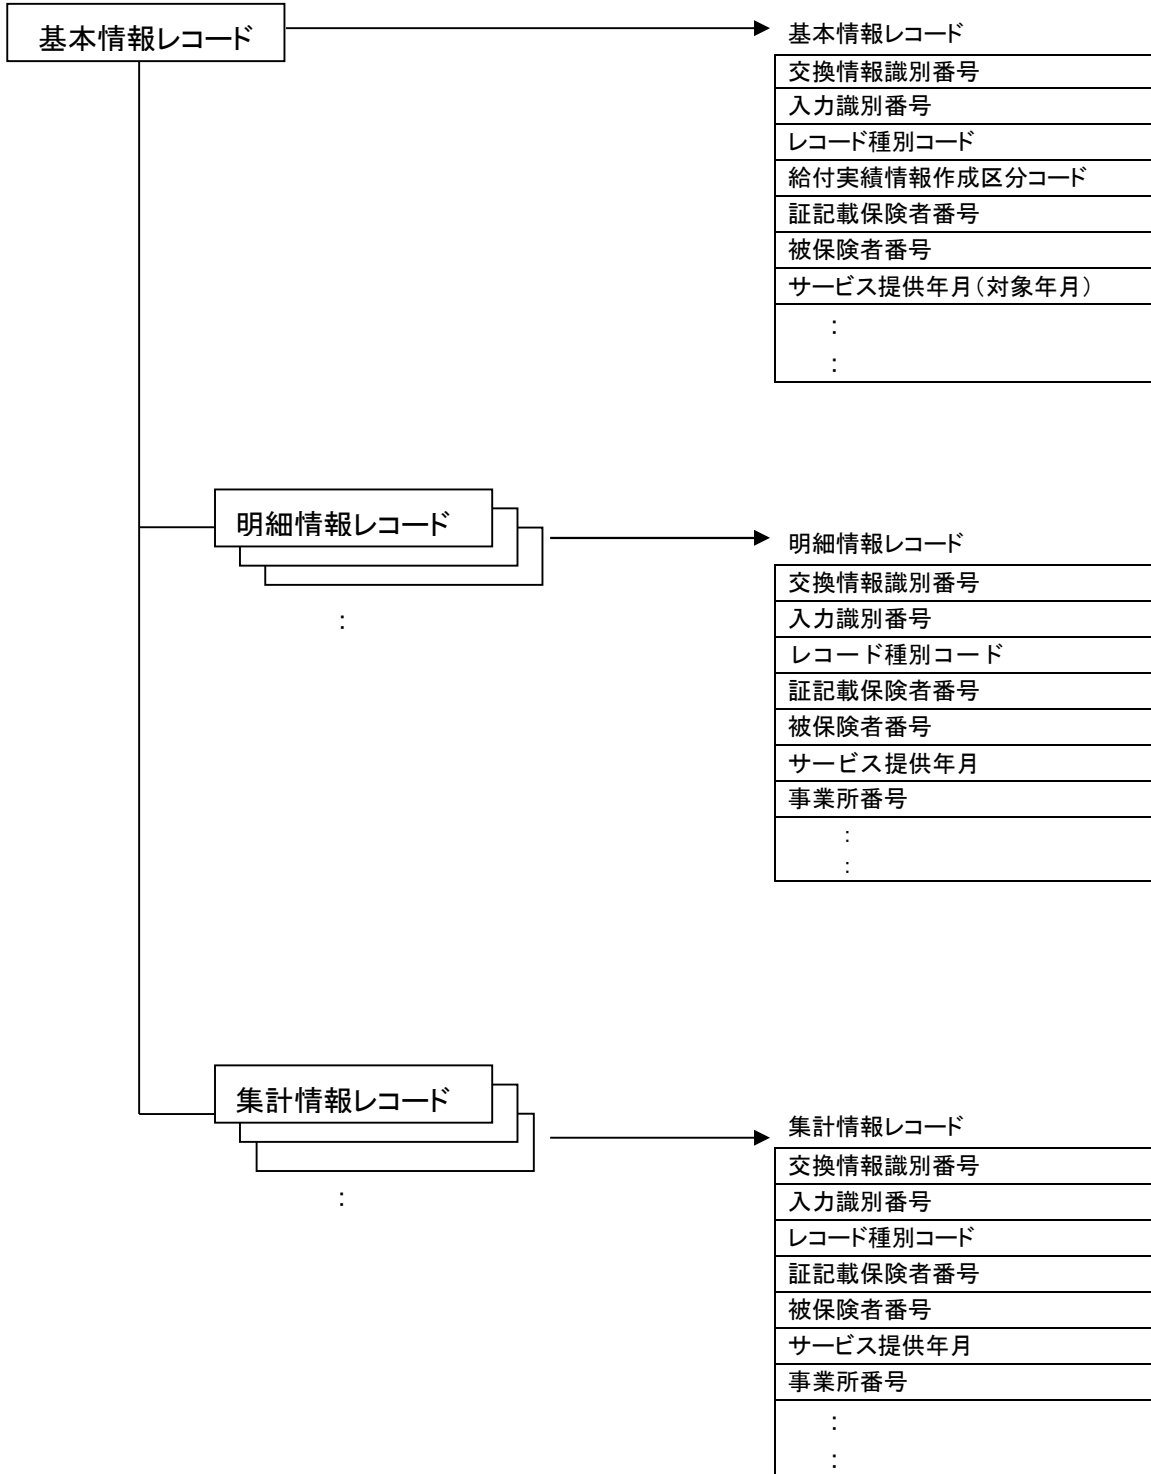 基本情報レコード
基本情報レコード
交換情報識別番号
入力識別番号
レコード種別コード
給付実績情報作成区分コード
証記載保険者番号
被保険者番号
サービス提供年月(対象年月)
:
:
明細情報レコード
:
明細情報レコード
交換情報識別番号
入力識別番号
レコード種別コード
証記載保険者番号
被保険者番号
サービス提供年月
事業所番号
:
:
集計情報レコード
:
集計情報レコード
交換情報識別番号
入力識別番号
レコード種別コード
証記載保険者番号
被保険者番号
サービス提供年月
事業所番号
:
: